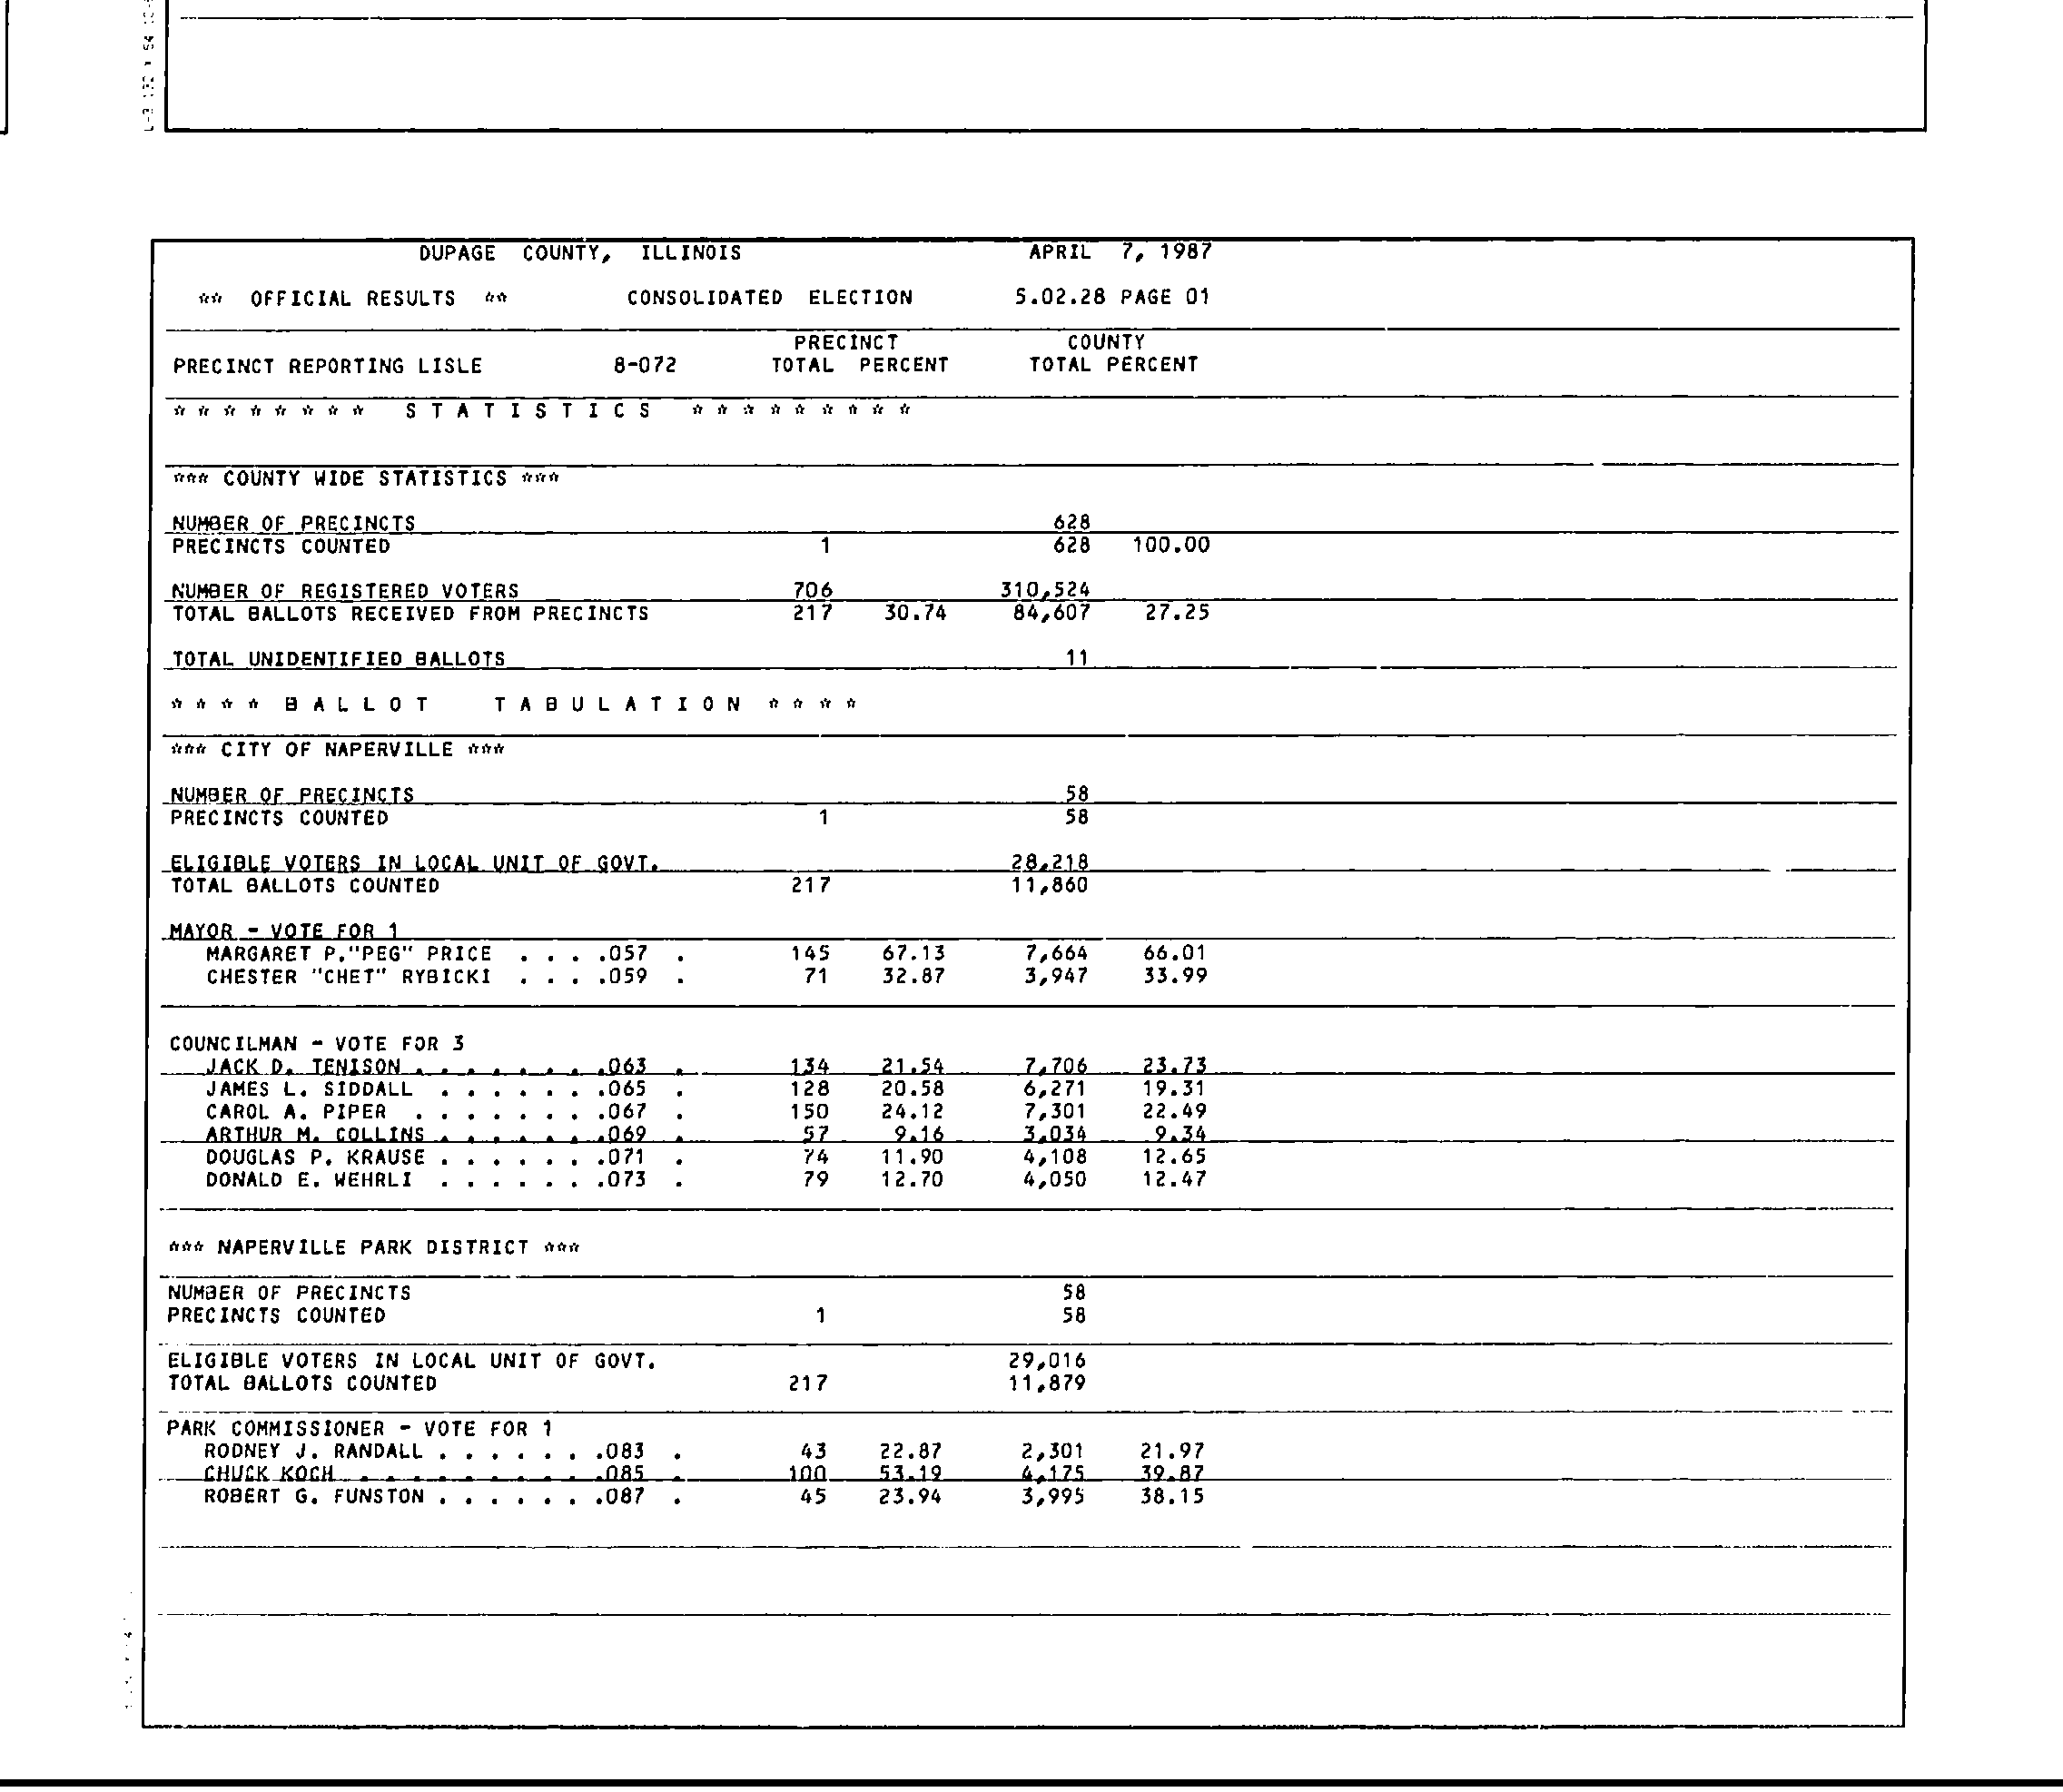 DUPAGE COUNTY, ILLINOIS APRIL 7, 1987
** OFFICIAL RESULTS ** CONSOLIDATED ELECTION 5.02.28 PAGE 01
PRECINCT COUNTY
PRECINCT REPORTING LISLE 8-072 TOTAL PERCENT TOTAL PERCENT
* * * * * * * * S T A T I S T I C S * * * * * * * * *
*** COUNTY WIDE STATISTICS ***
NUMBER OF PRECINCTS 628
PRECINCTS COUNTED 1 628 100.00
NUMBER OF REGISTERED VOTERS 706 310,524
TOTAL BALLOTS RECEIVED FROM PRECINCTS 217 30.74 84,607 27.25
TOTAL UNIDENTIFIED BALLOTS 11
* * * * B A L L O T T A B U L A T I O N * * * *
*** CITY OF NAPERVILLE ***
NUMBER OF PRECINCTS 58
PRECINCTS COUNTED 1 58
ELIGIBLE VOTERS IN LOCAL UNIT OF GOVT. 28,218
TOTAL BALLOTS COUNTED 217 11,860
MAYOR - VOTE FOR 1
MARGARET P."PEG" PRICE . . . .057 . 145 67.13 7,664 66.01
CHESTER "CHET" RYBICKI . . . .059 . 71 32.87 3,947 33.99
COUNCILMAN - VOTE FOR 3
JACK D. TENISON . . . . . . . .063 . 134 21.54 7,706 23.73
JAMES L. SIDDALL . . . . . . .065 . 128 20.58 6,271 19.31
CAROL A. PIPER . . . . . . . .067 . 150 24.12 7,301 22.49
ARTHUR M. COLLINS . . . . . . .069 . 57 9.16 3,034 9.34
DOUGLAS P. KRAUSE . . . . . . .071 . 74 11.90 4,108 12.65
DONALD E. WEHRLI . . . . . . .073 . 79 12.70 4,050 12.47
*** NAPERVILLE PARK DISTRICT ***
NUMBER OF PRECINCTS 58
PRECINCTS COUNTED 1 58
ELIGIBLE VOTERS IN LOCAL UNIT OF GOVT. 29,016
TOTAL BALLOTS COUNTED 217 11,879
PARK COMMISSIONER - VOTE FOR 1
RODNEY J. RANDALL . . . . . . .083 . 43 22.87 2,301 21.97
CHUCK KOCH . . . . . . . . . .085 . 100 53.19 4,175 39.87
ROBERT G. FUNSTON . . . . . . .087 . 45 23.94 3,995 38.15